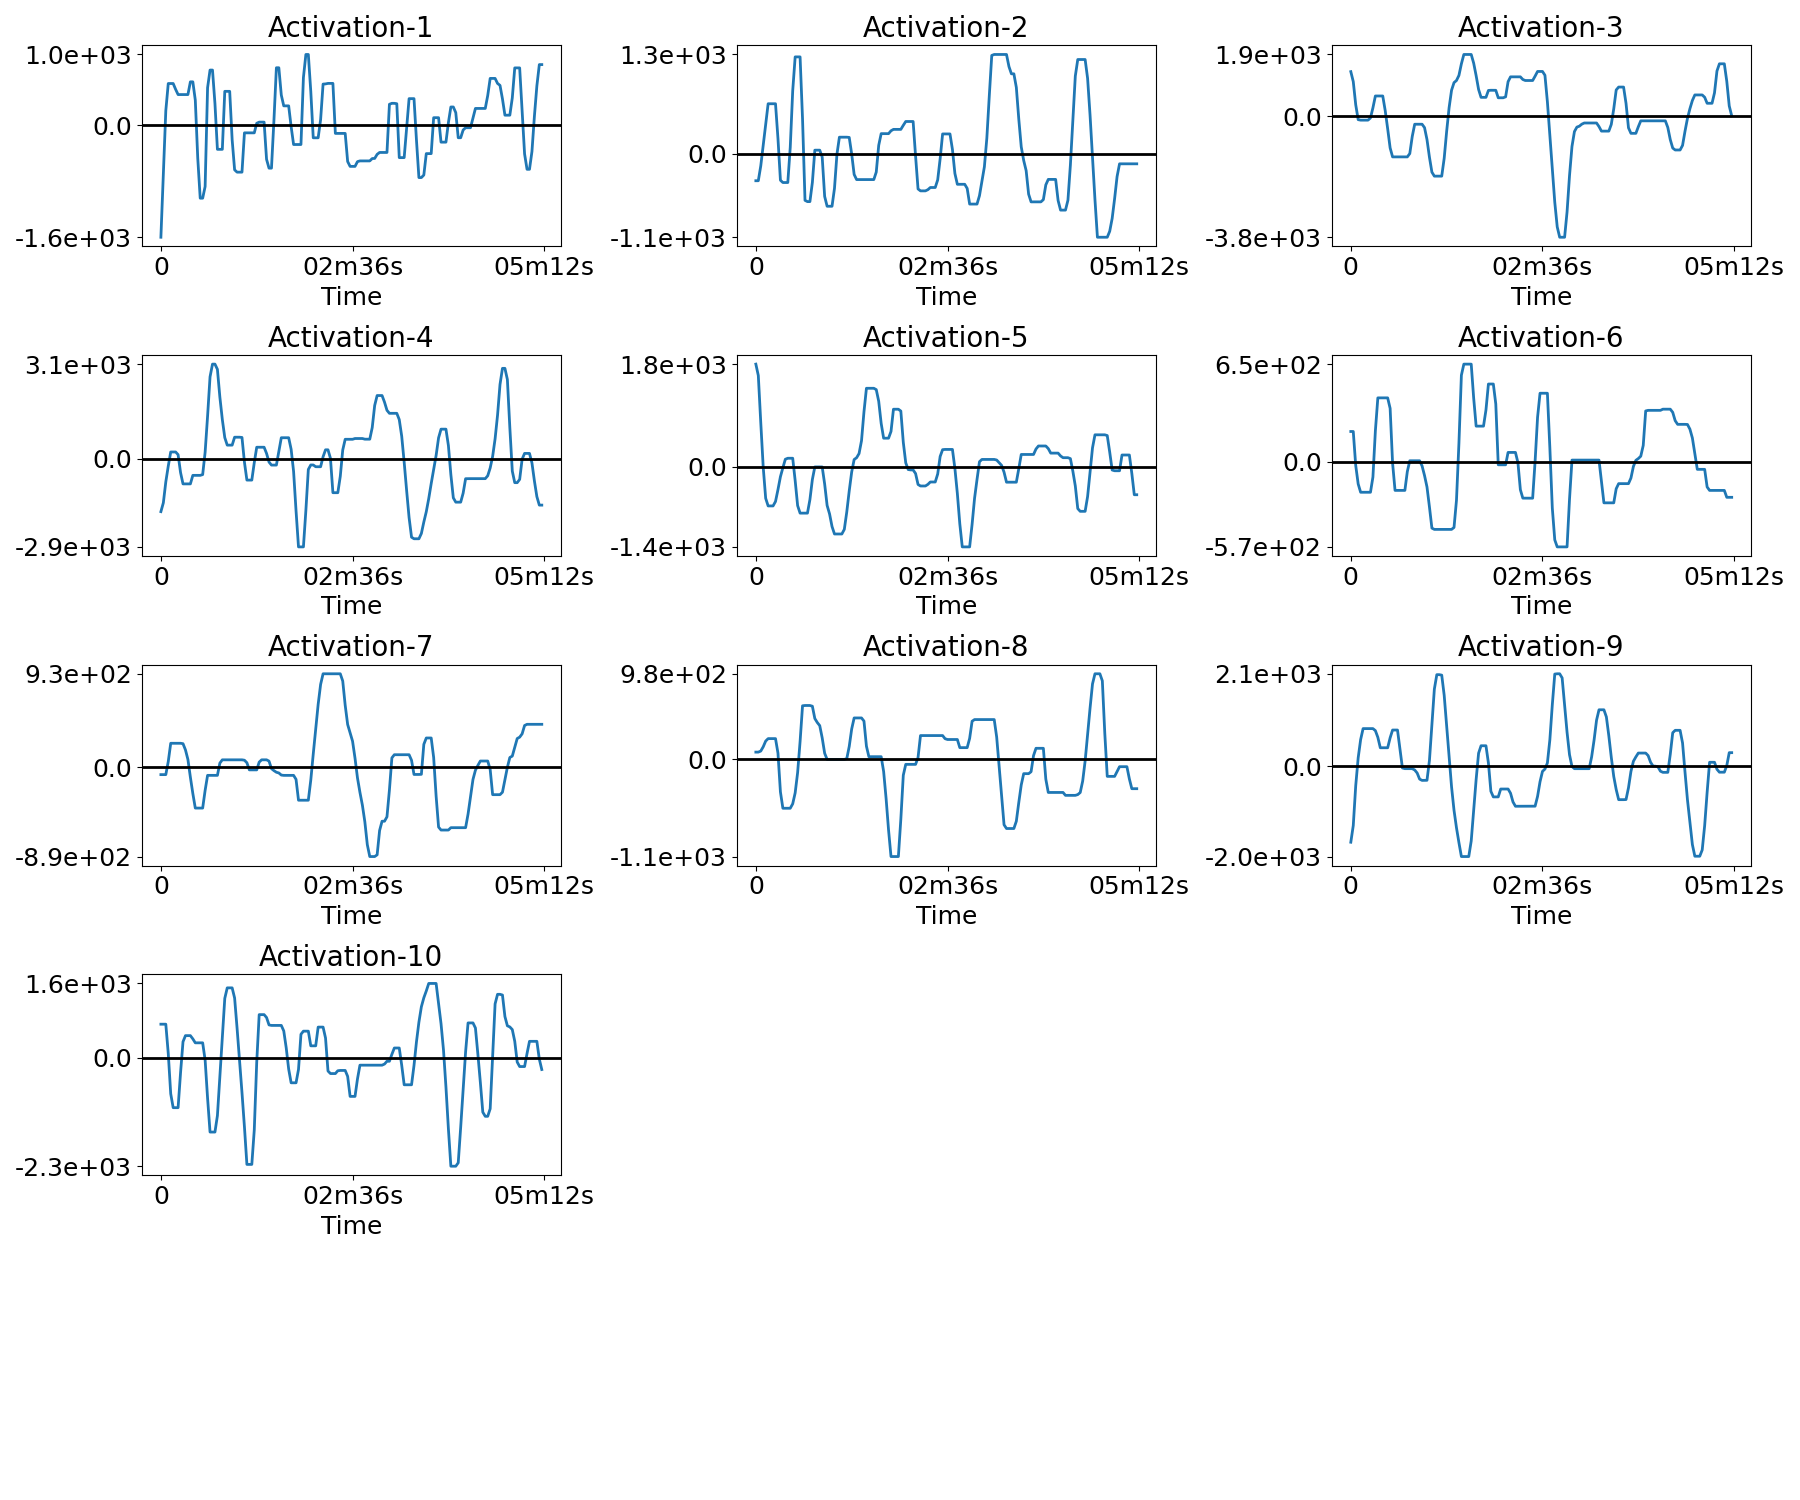 Activation-1
1.0e+03
0.0
-1.6e+03
0 02m36s 05m12s
Time
Activation-2
1.3e+03
0.0
-1.1e+03
0 02m36s 05m12s
Time
Activation-3
1.9e+03
0.0
-3.8e+03
0 02m36s 05m12s
Time
Activation-4
3.1e+03
0.0
-2.9e+03
0 02m36s 05m12s
Time
Activation-5
1.8e+03
0.0
-1.4e+03
0 02m36s 05m12s
Time
Activation-6
6.5e+02
0.0
-5.7e+02
0 02m36s 05m12s
Time
Activation-7
9.3e+02
0.0
-8.9e+02
0 02m36s 05m12s
Time
Activation-8
9.8e+02
0.0
-1.1e+03
0 02m36s 05m12s
Time
Activation-9
2.1e+03
0.0
-2.0e+03
0 02m36s 05m12s
Time
Activation-10
1.6e+03
0.0
-2.3e+03
0 02m36s 05m12s
Time